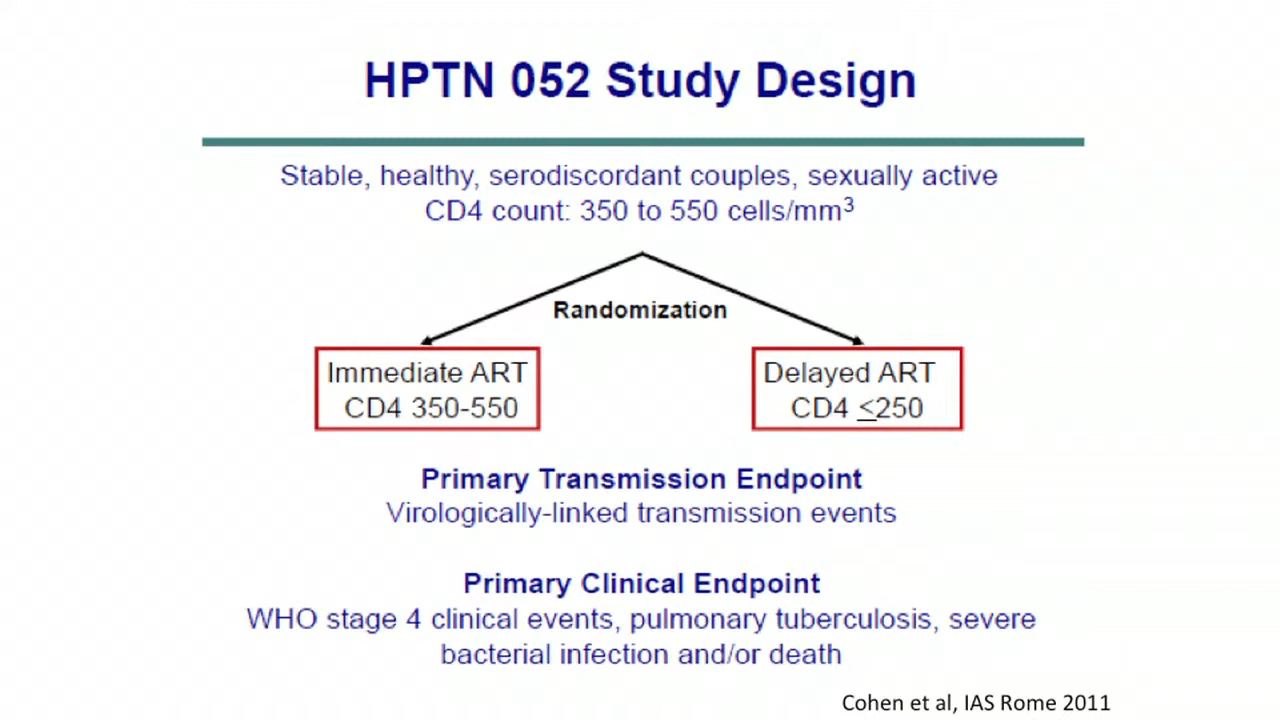 HPTN 052 Study Design
Stable, healthy, serodiscordant couples, sexually active
CD4 count: 350 to 550 cells/mm³
Randomization
Immediate ART
CD4 350-550
Delayed ART
CD4 ≤250
Primary Transmission Endpoint
Virologically-linked transmission events
Primary Clinical Endpoint
WHO stage 4 clinical events, pulmonary tuberculosis, severe
bacterial infection and/or death
Cohen et al, IAS Rome 2011